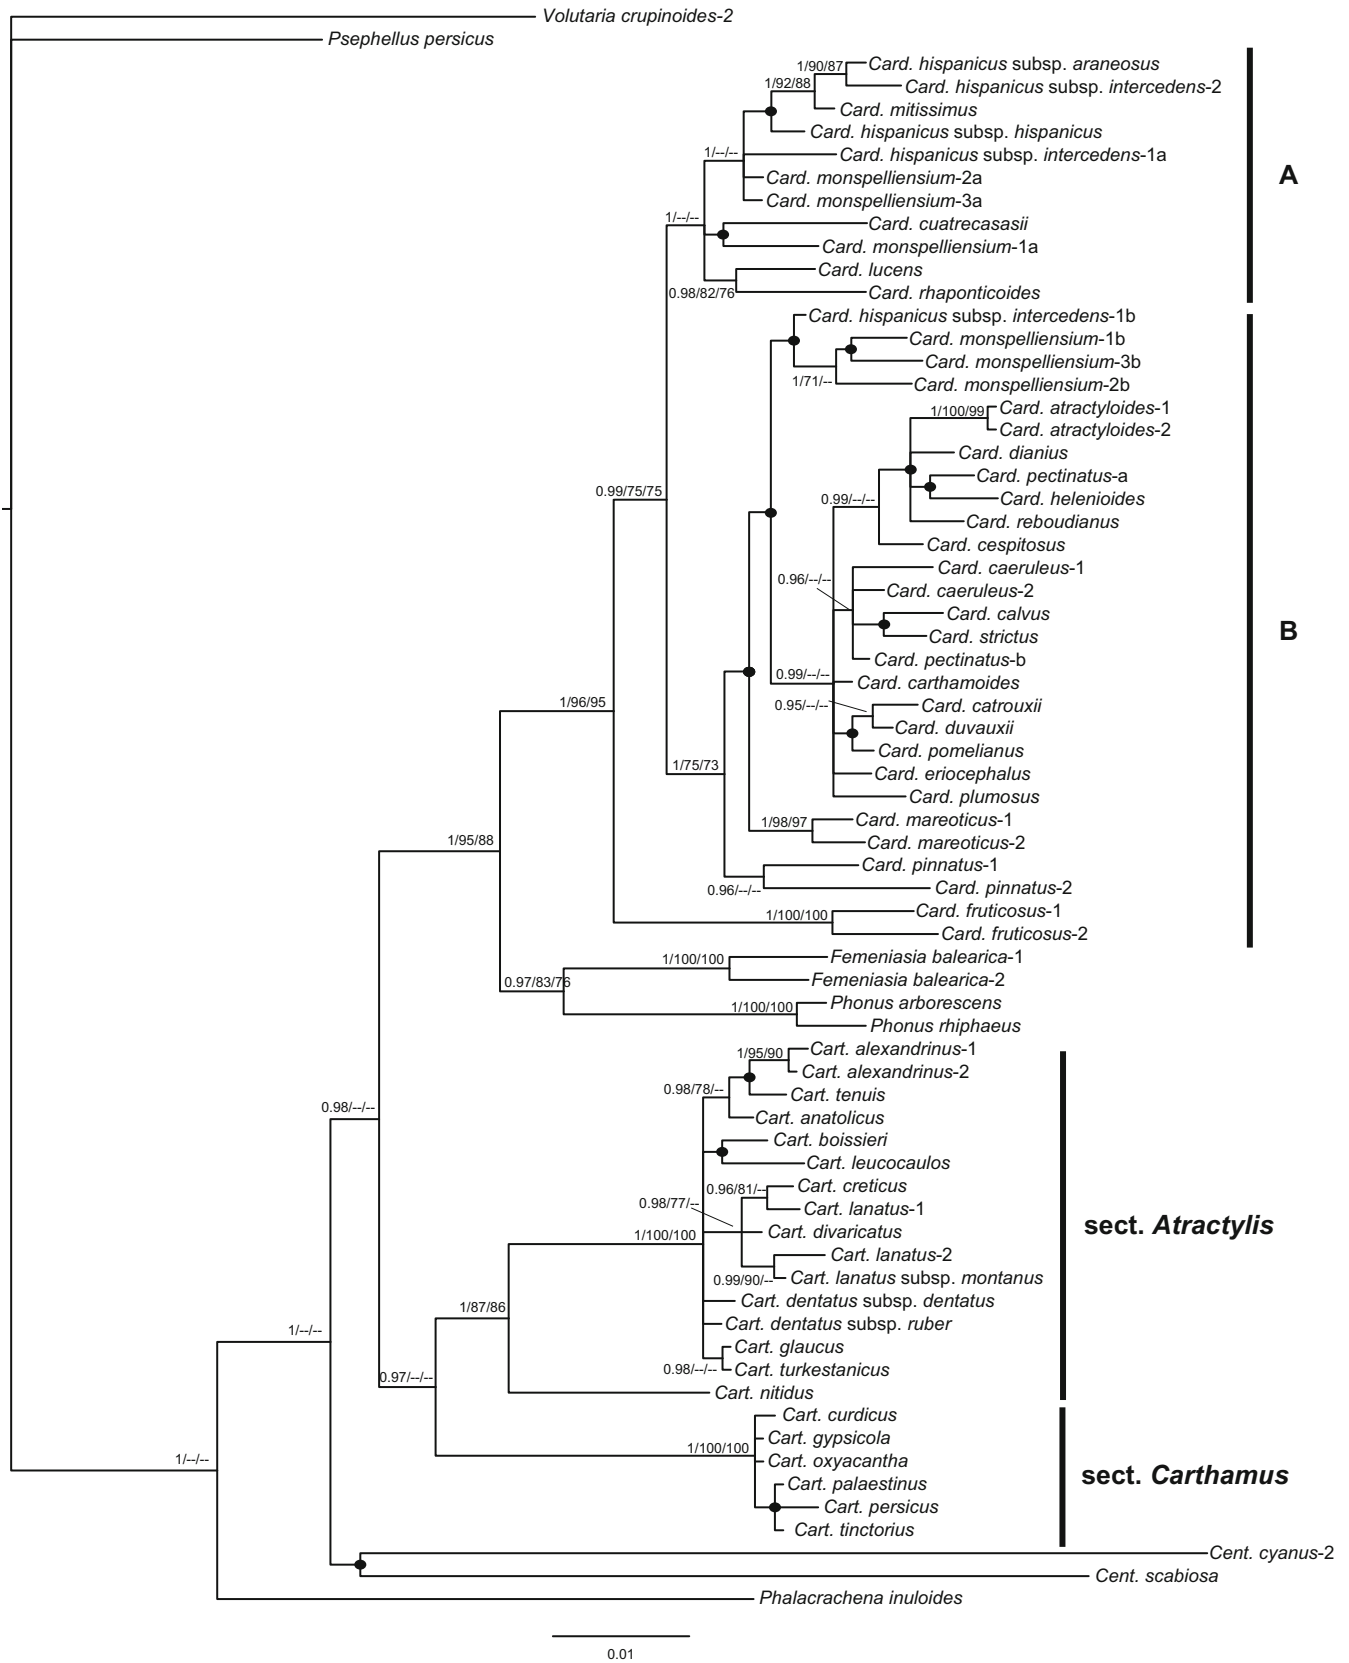 Volutaria crupinoides-2
Psephellus persicus
1/90/87
Card. hispanicus subsp. araneosus
1/92/88
Card. hispanicus subsp. intercedens-2
Card. mitissimus
Card. hispanicus subsp. hispanicus
1/--/--
Card. hispanicus subsp. intercedens-1a
A
Card. monspelliensium-2a
Card. monspelliensium-3a
1/--/--
Card. cuatrecasasii
Card. monspelliensium-1a
Card. lucens
0.98/82/76
Card. rhaponticoides
Card. hispanicus subsp. intercedens-1b
Card. monspelliensium-1b
Card. monspelliensium-3b
1/71/--
Card. monspelliensium-2b
1/100/99
Card. atractyloides-1
Card. atractyloides-2
Card. dianius
Card. pectinatus-a
0.99/75/75
0.99/--/--
Card. helenioides
Card. reboudianus
Card. cespitosus
Card. caeruleus-1
0.96/--/--
Card. caeruleus-2
Card. calvus
B
Card. strictus
Card. pectinatus-b
0.99/--/--
Card. carthamoides
1/96/95
0.95/--/--
Card. catrouxii
Card. duvauxii
Card. pomelianus
1/75/73
Card. eriocephalus
Card. plumosus
1/98/97
Card. mareoticus-1
1/95/88
Card. mareoticus-2
Card. pinnatus-1
0.96/--/--
Card. pinnatus-2
1/100/100
Card. fruticosus-1
Card. fruticosus-2
1/100/100
Femeniasia balearica-1
0.97/83/76
Femeniasia balearica-2
1/100/100
Phonus arborescens
Phonus rhiphaeus
1/95/90
Cart. alexandrinus-1
Cart. alexandrinus-2
0.98/78/--
Cart. tenuis
0.98/--/--
Cart. anatolicus
Cart. boissieri
Cart. leucocaulos
0.96/81/--
Cart. creticus
0.98/77/--
Cart. lanatus-1
sect. Atractylis
1/100/100
Cart. divaricatus
Cart. lanatus-2
0.99/90/--
Cart. lanatus subsp. montanus
1/87/86
Cart. dentatus subsp. dentatus
Cart. dentatus subsp. ruber
1/--/--
Cart. glaucus
0.98/--/--
Cart. turkestanicus
0.97/--/--
Cart. nitidus
Cart. curdicus
1/100/100
Cart. gypsicola
1/--/--
Cart. oxyacantha
sect. Carthamus
Cart. palaestinus
Cart. persicus
Cart. tinctorius
Cent. cyanus-2
Cent. scabiosa
Phalacrachena inuloides
0.01